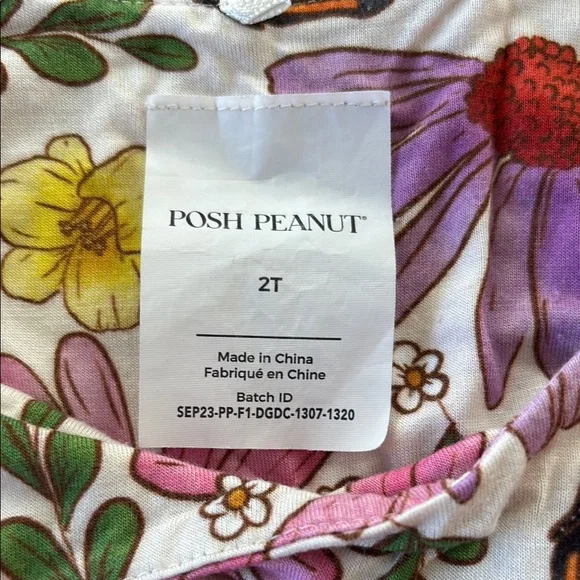 POSH PEANUT®
2T
Made in China
Fabriqué en Chine
Batch ID
SEP23-PP-F1-DGDC-1307-1320